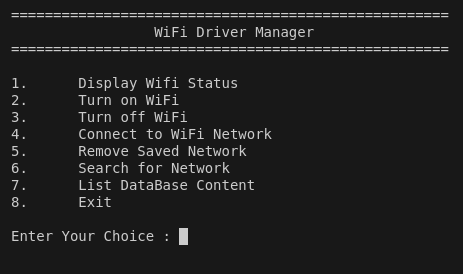 ====================================================
WiFi Driver Manager
====================================================
1. Display Wifi Status
2. Turn on WiFi
3. Turn off WiFi
4. Connect to WiFi Network
5. Remove Saved Network
6. Search for Network
7. List DataBase Content
8. Exit
Enter Your Choice :